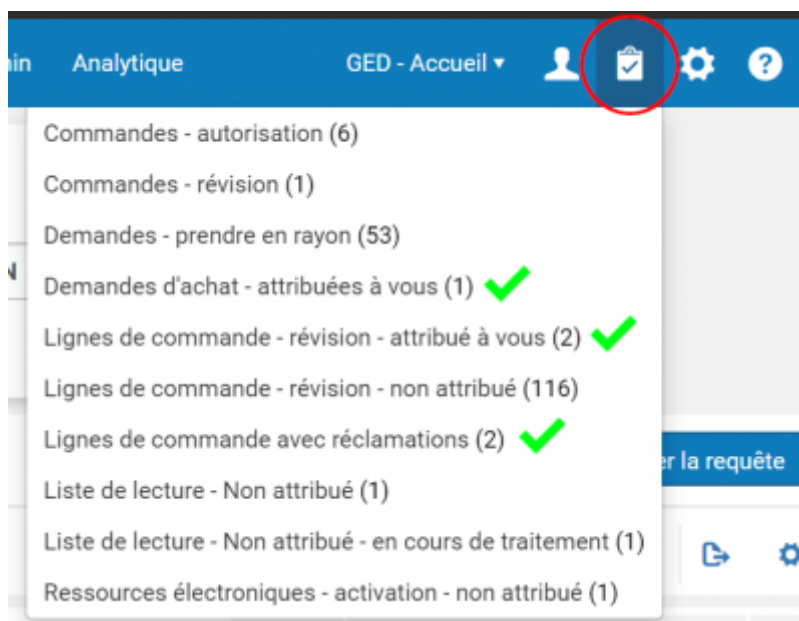 Analytique
GED - Accueil
Commandes - autorisation (6)
Commandes - révision (1)
Demandes - prendre en rayon (53)
Demandes d'achat - attribuées à vous (1)
Lignes de commande - révision - attribué à vous (2)
Lignes de commande - révision - non attribué (116)
Lignes de commande avec réclamations (2)
la requête
Liste de lecture - Non attribué (1)
Liste de lecture - Non attribué - en cours de traitement (1)
Ressources électroniques - activation - non attribué (1)